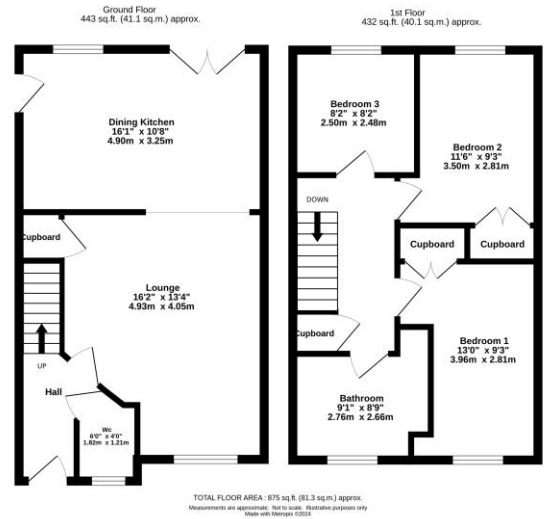 Ground Floor
443 sq.ft. (41.1 sq.m.) approx.
1st Floor
432 sq.ft. (40.1 sq.m.) approx.
Dining Kitchen
16'1" x 10'8"
4.90m x 3.25m
Cupboard
Lounge
16'2" x 13'4"
4.93m x 4.05m
UP
Hall
Wc
6'0" x 4'0"
1.82m x 1.21m
Bedroom 3
8'2" x 8'2"
2.50m x 2.48m
Bedroom 2
11'6" x 9'3"
3.50m x 2.81m
DOWN
Cupboard
Cupboard
Cupboard
Bedroom 1
13'0" x 9'3"
3.96m x 2.81m
Bathroom
9'1" x 8'9"
2.76m x 2.66m
TOTAL FLOOR AREA : 875 sq.ft. (81.3 sq.m.) approx.
Measurements are approximate. Not to scale. Illustrative purposes only
Made with Metropix ©2024